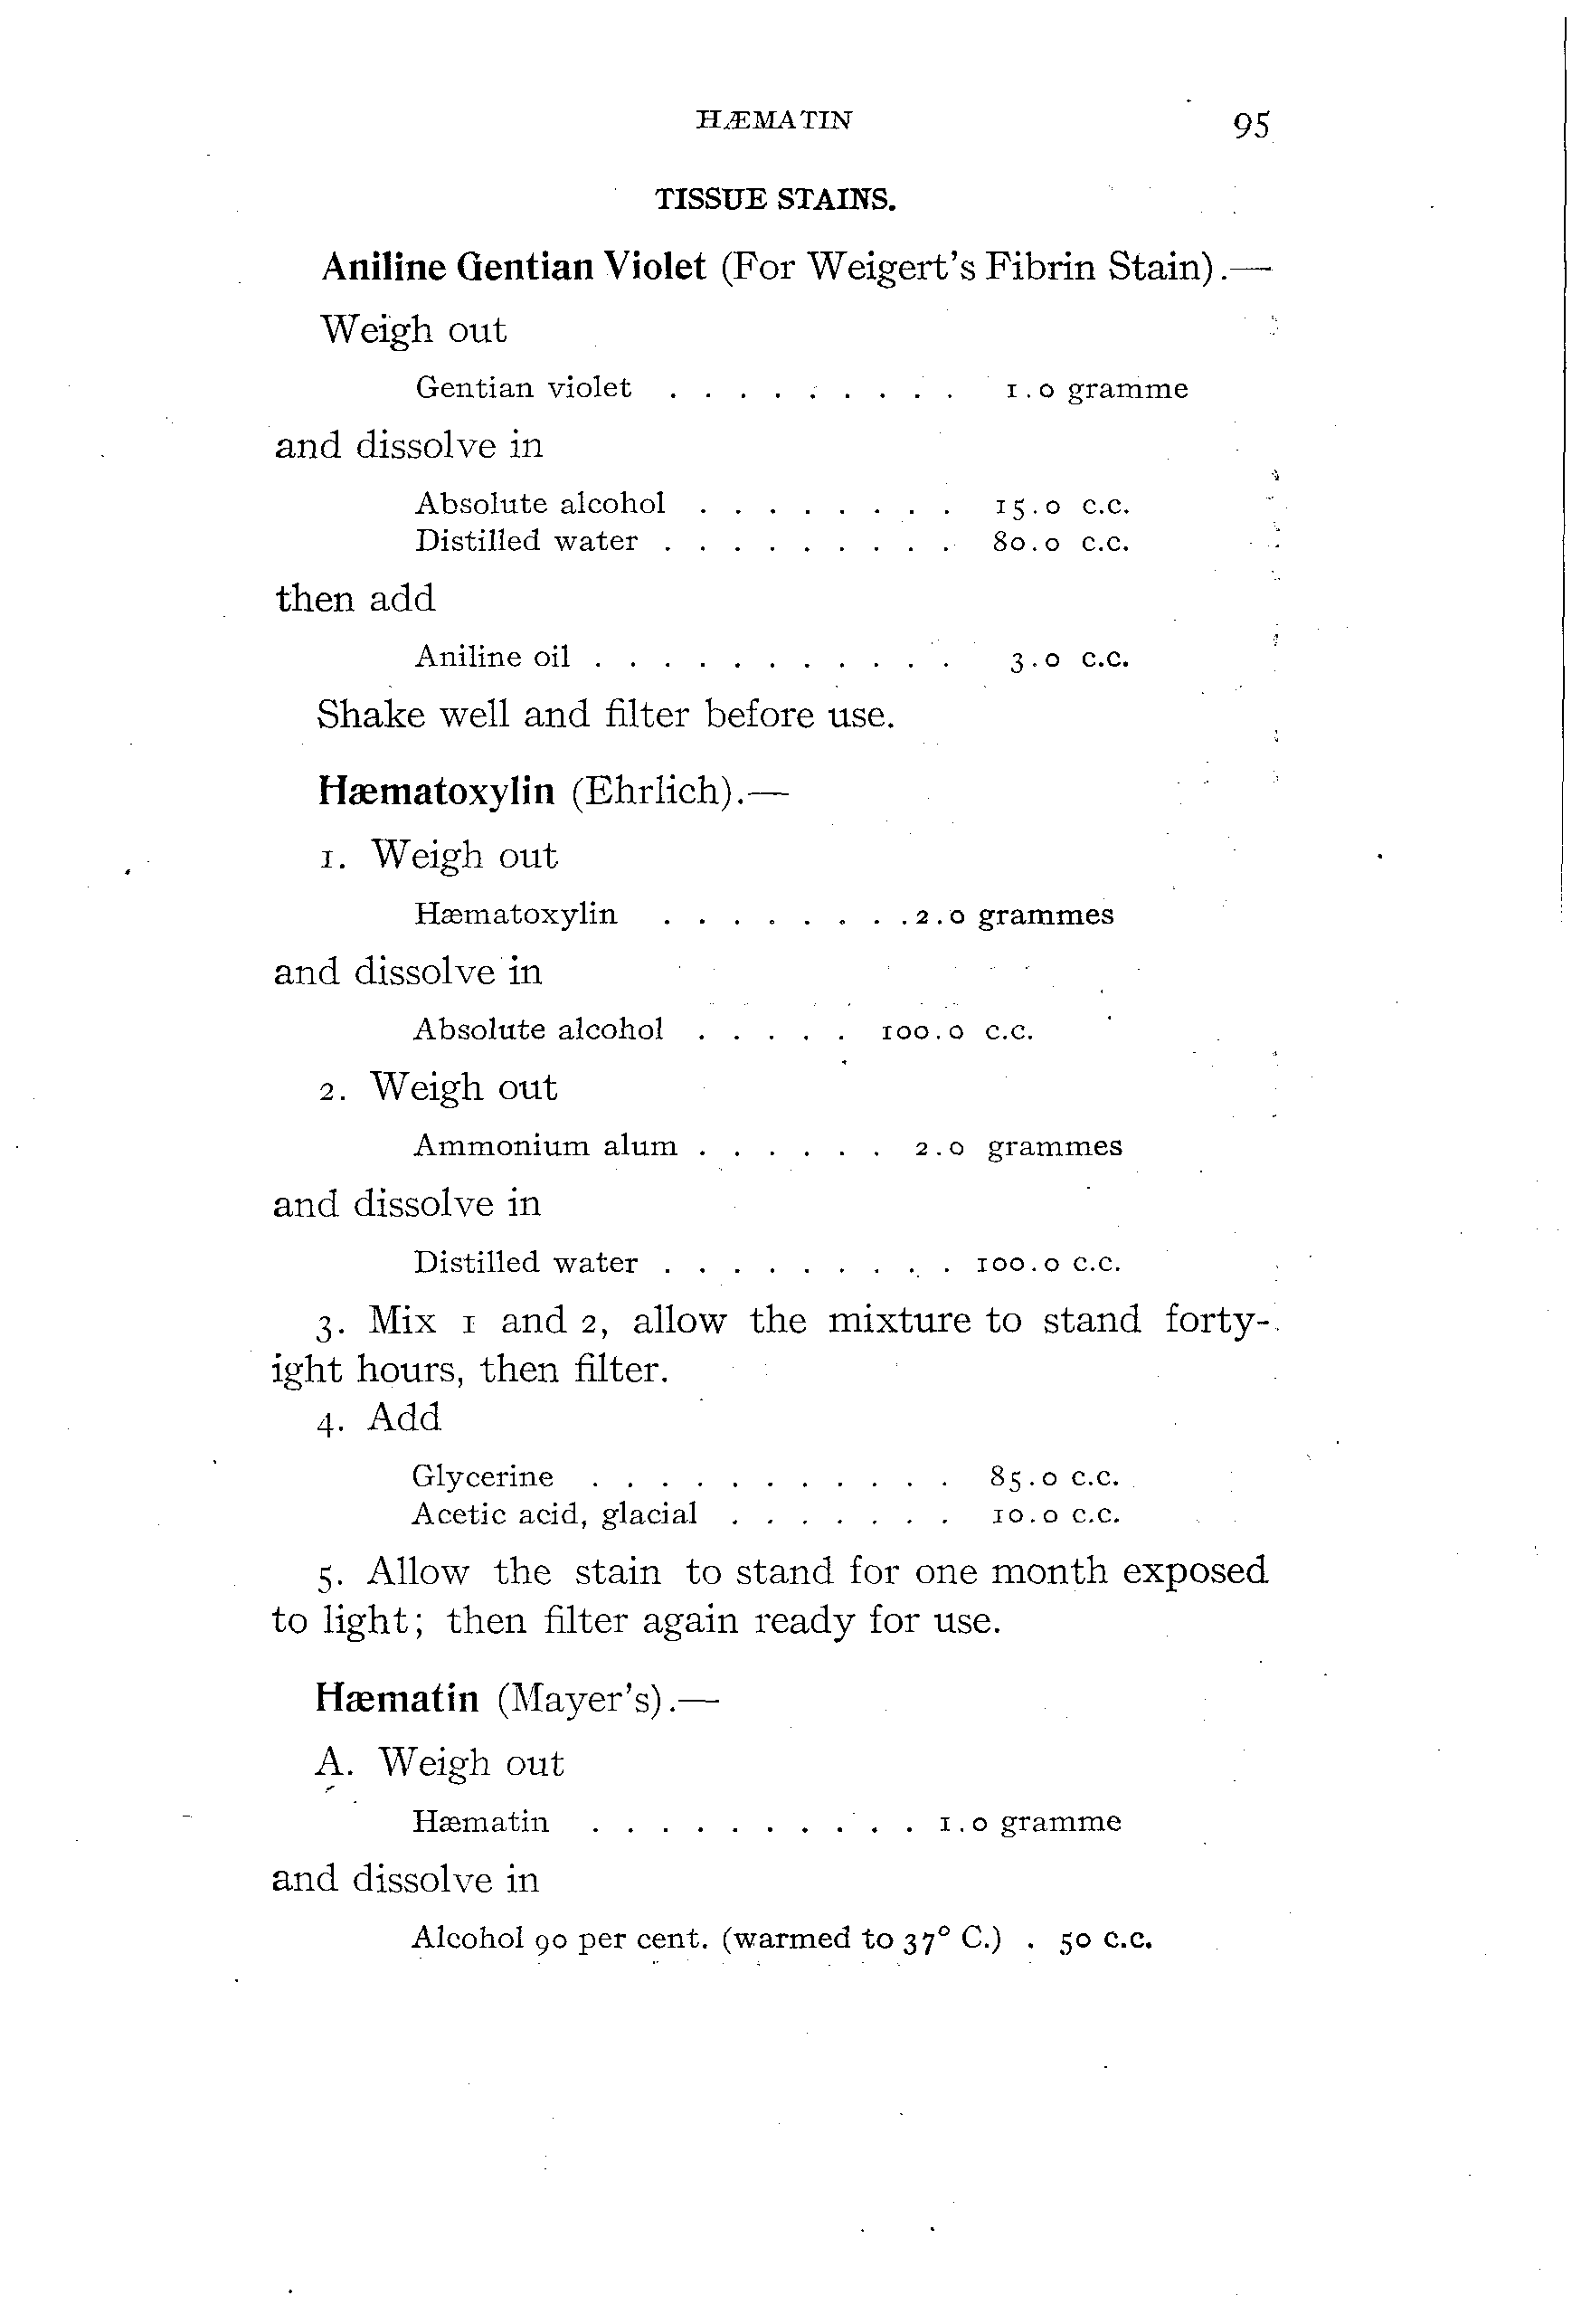 HÆMATIN 95
TISSUE STAINS.
Aniline Gentian Violet (For Weigert's Fibrin Stain).—
Weigh out
Gentian violet . . . . . . . . . 1.0 gramme
and dissolve in
Absolute alcohol . . . . . . . . 15.0 c.c.
Distilled water . . . . . . . . . 80.0 c.c.
then add
Aniline oil . . . . . . . . . . . 3.0 c.c.
Shake well and filter before use.
Hæmatoxylin (Ehrlich).—
1. Weigh out
Hæmatoxylin . . . . . . . . 2.0 grammes
and dissolve in
Absolute alcohol . . . . . 100.0 c.c.
2. Weigh out
Ammonium alum . . . . . . 2.0 grammes
and dissolve in
Distilled water . . . . . . . . . 100.0 c.c.
3. Mix 1 and 2, allow the mixture to stand forty-
ight hours, then filter.
4. Add
Glycerine . . . . . . . . . . . 85.0 c.c.
Acetic acid, glacial . . . . . . . 10.0 c.c.
5. Allow the stain to stand for one month exposed
to light; then filter again ready for use.
Hæmatin (Mayer's).—
A. Weigh out
Hæmatin . . . . . . . . . . 1.0 gramme
and dissolve in
Alcohol 90 per cent. (warmed to 37° C.) . 50 c.c.